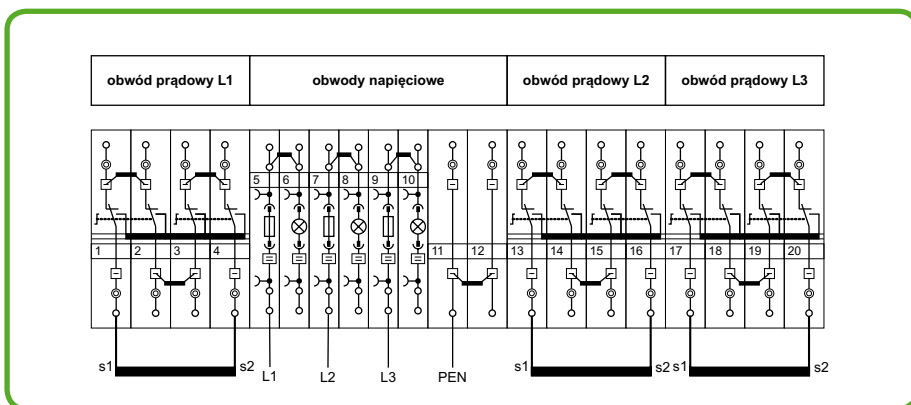 obwód prądowy L1 obwody napięciowe obwód prądowy L2 obwód prądowy L3
5 6 7 8 9 10
1 2 3 4 11 12 13 14 15 16 17 18 19 20
s1 s2 L1 L2 L3 PEN s1 s2 s1 s2